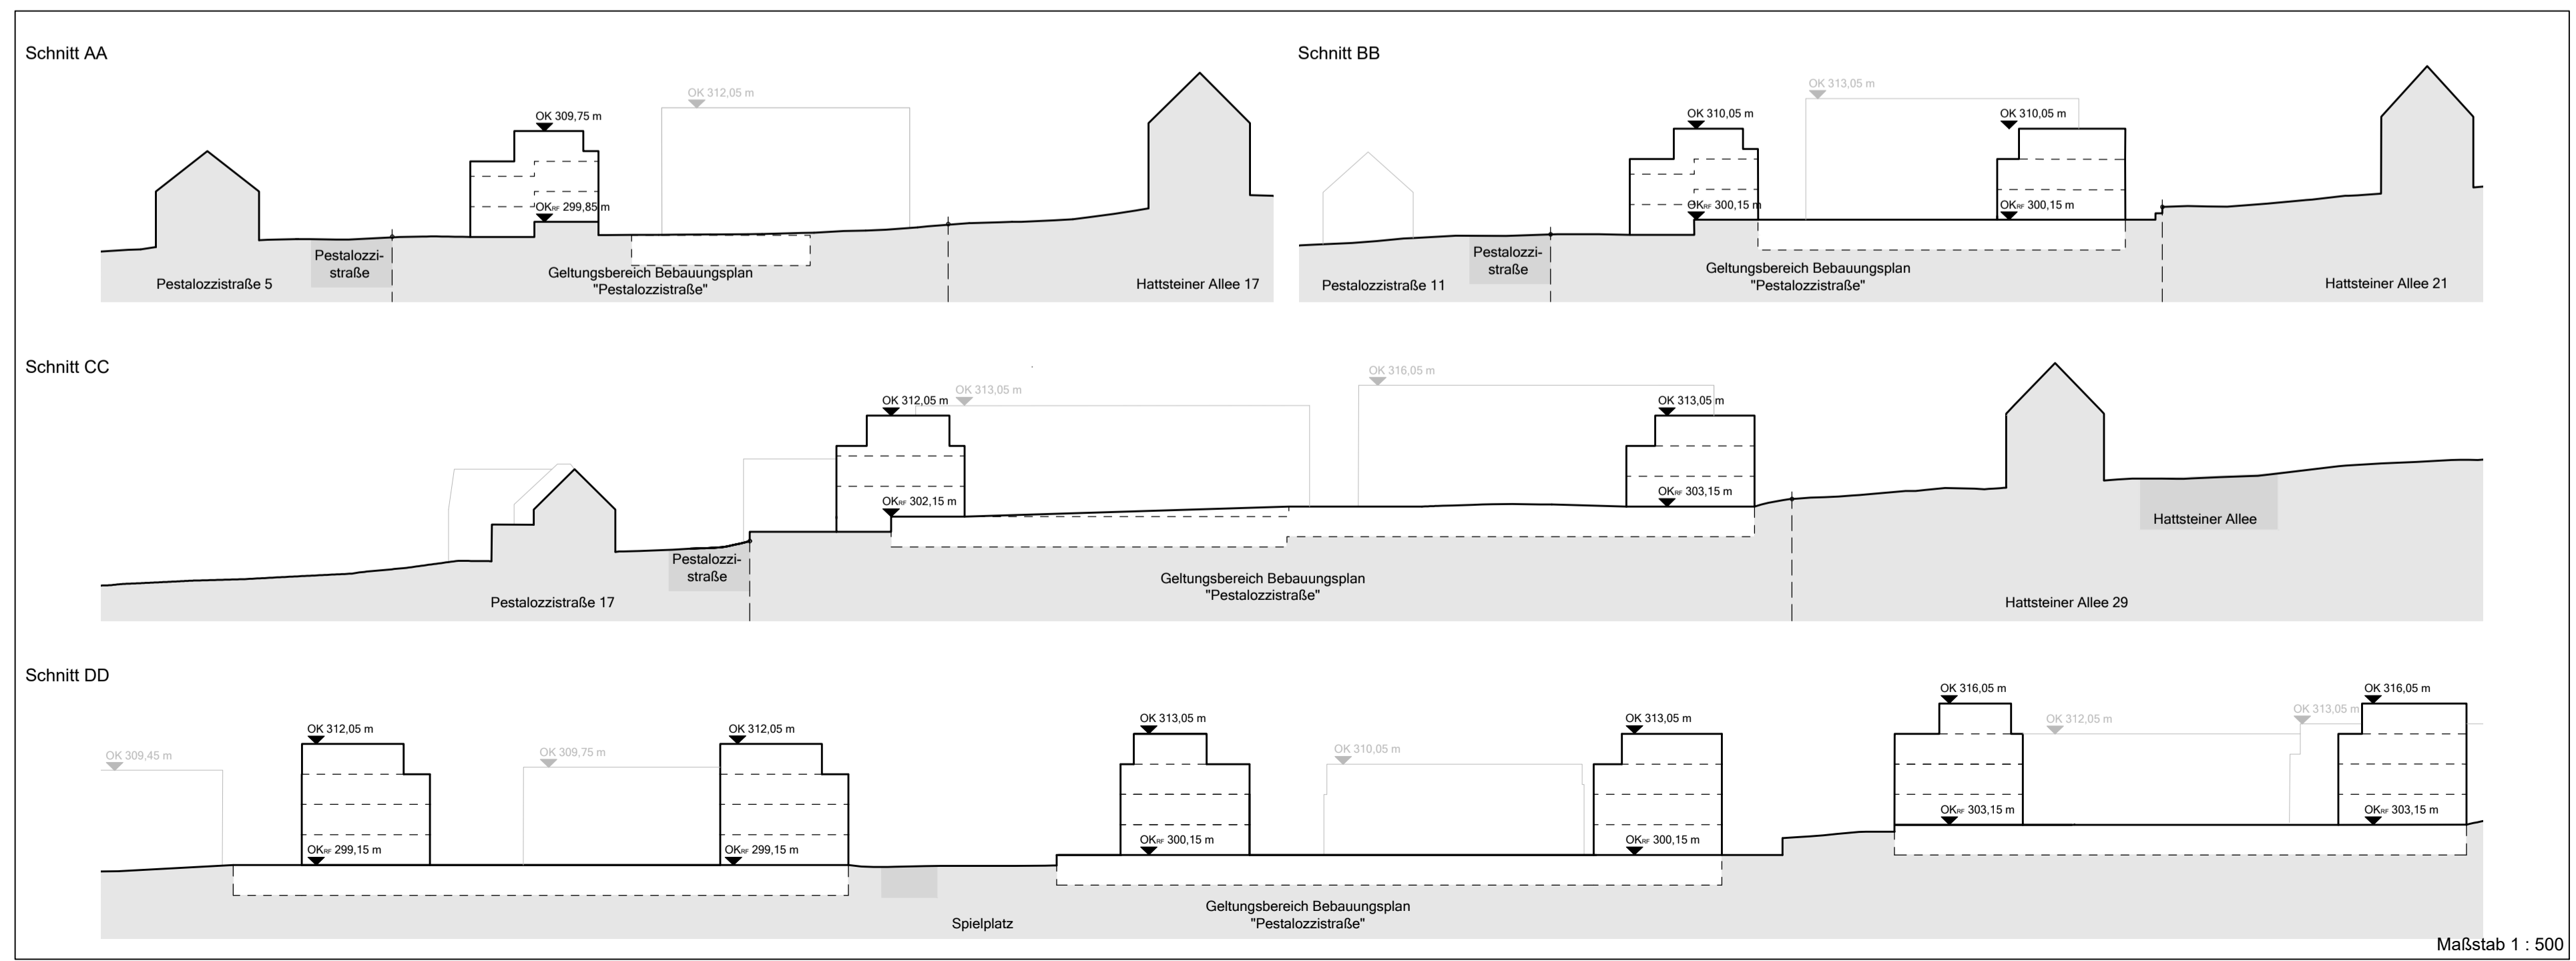 Schnitt AA
OK 312,05 m
OK 309,75 m
OKRF 299,85 m
Pestalozzi-
straße
Pestalozzistraße 5
Geltungsbereich Bebauungsplan
"Pestalozzistraße"
Hattsteiner Allee 17
Schnitt BB
OK 313,05 m
OK 310,05 m
OK 310,05 m
OKRF 300,15 m
OKRF 300,15 m
Pestalozzi-
straße
Pestalozzistraße 11
Geltungsbereich Bebauungsplan
"Pestalozzistraße"
Hattsteiner Allee 21
Schnitt CC
OK 316,05 m
OK 313,05 m
OK 312,05 m
OK 313,05 m
OKRF 302,15 m
OKRF 303,15 m
Hattsteiner Allee
Pestalozzi-
straße
Pestalozzistraße 17
Geltungsbereich Bebauungsplan
"Pestalozzistraße"
Hattsteiner Allee 29
Schnitt DD
OK 309,45 m
OK 312,05 m
OK 309,75 m
OK 312,05 m
OK 313,05 m
OK 310,05 m
OK 313,05 m
OK 316,05 m
OK 312,05 m
OK 313,05 m
OK 316,05 m
OKRF 299,15 m
OKRF 299,15 m
OKRF 300,15 m
OKRF 300,15 m
OKRF 303,15 m
OKRF 303,15 m
Spielplatz
Geltungsbereich Bebauungsplan
"Pestalozzistraße"
Maßstab 1 : 500